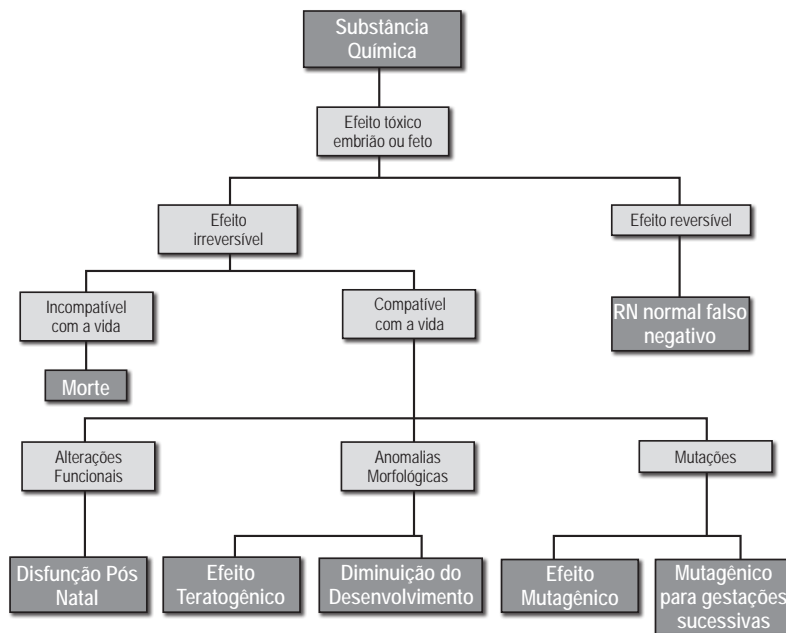 Substância
Química
Efeito tóxico
embrião ou feto
Efeito
irreversível
Efeito reversível
Incompatível
com a vida
Compatível
com a vida
RN normal falso
negativo
Morte
Alterações
Funcionais
Anomalias
Morfológicas
Mutações
Disfunção Pós
Natal
Efeito
Teratogênico
Diminuição do
Desenvolvimento
Efeito
Mutagênico
Mutagênico
para gestações
sucessivas